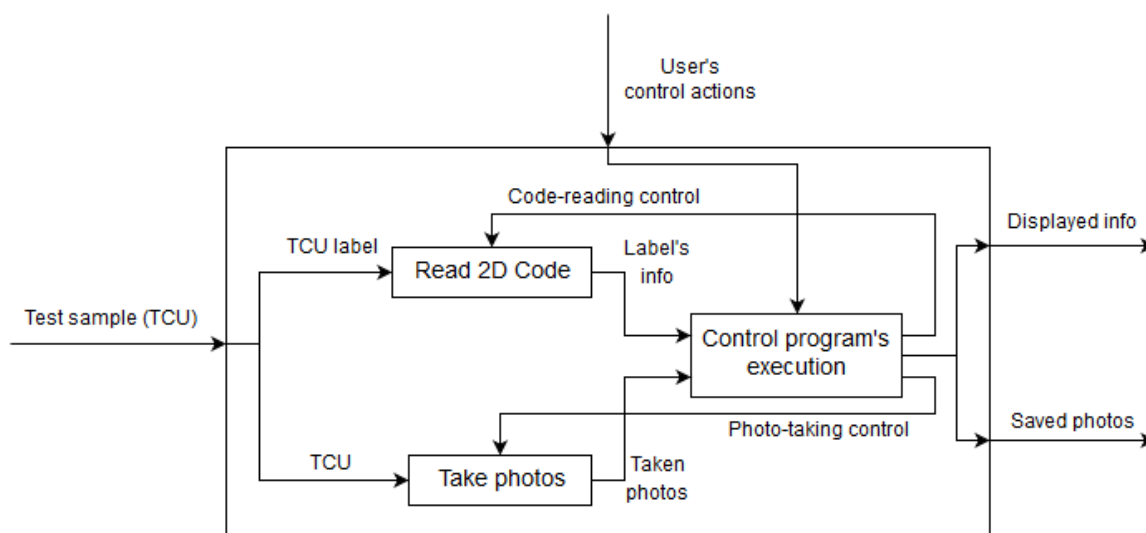 User's
control actions
Code-reading control
Displayed info
TCU label
Read 2D Code
Label's
info
Test sample (TCU)
Control program's
execution
Photo-taking control
Saved photos
TCU
Take photos
Taken
photos